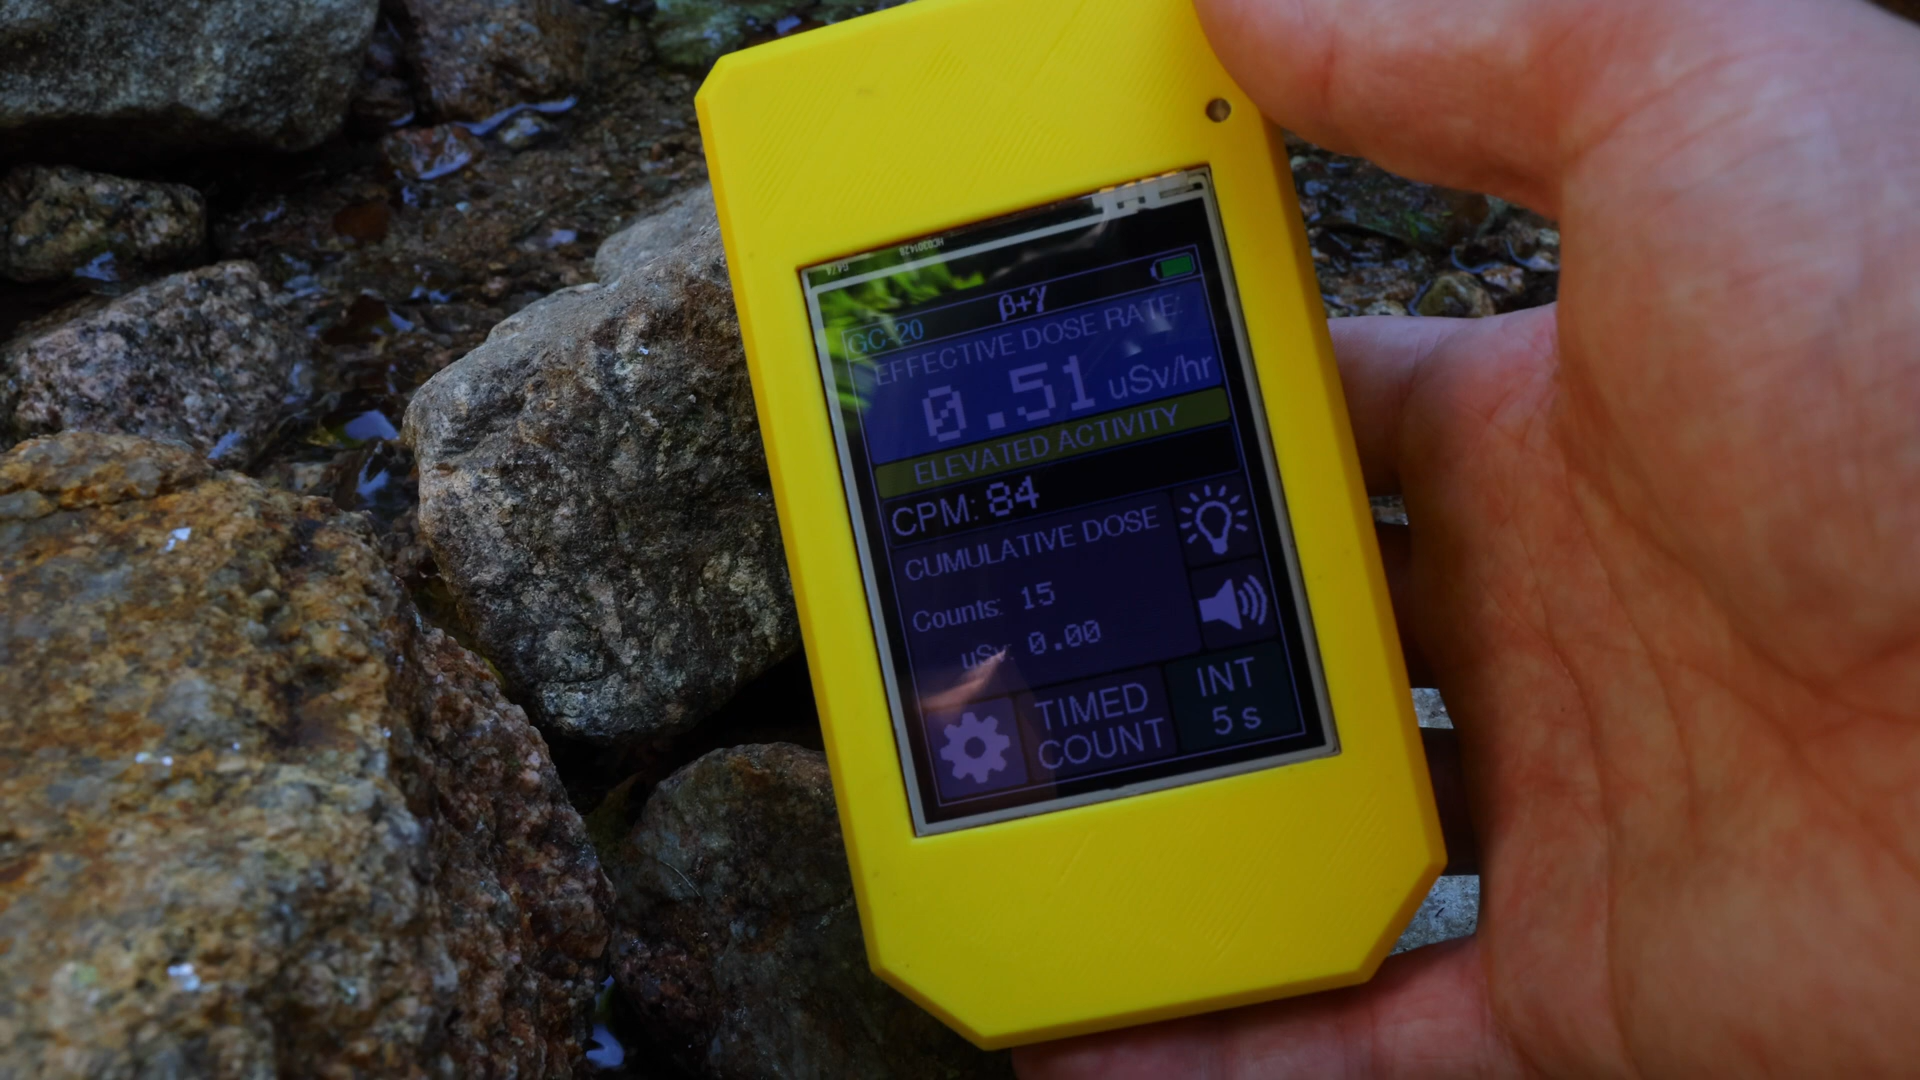 HC0301428
β+γ
GC-20
EFFECTIVE DOSE RATE:
0.51 uSv/hr
ELEVATED ACTIVITY
CPM: 84
CUMULATIVE DOSE
Counts: 15
uSv: 0.00
TIMED
COUNT
INT
5 s